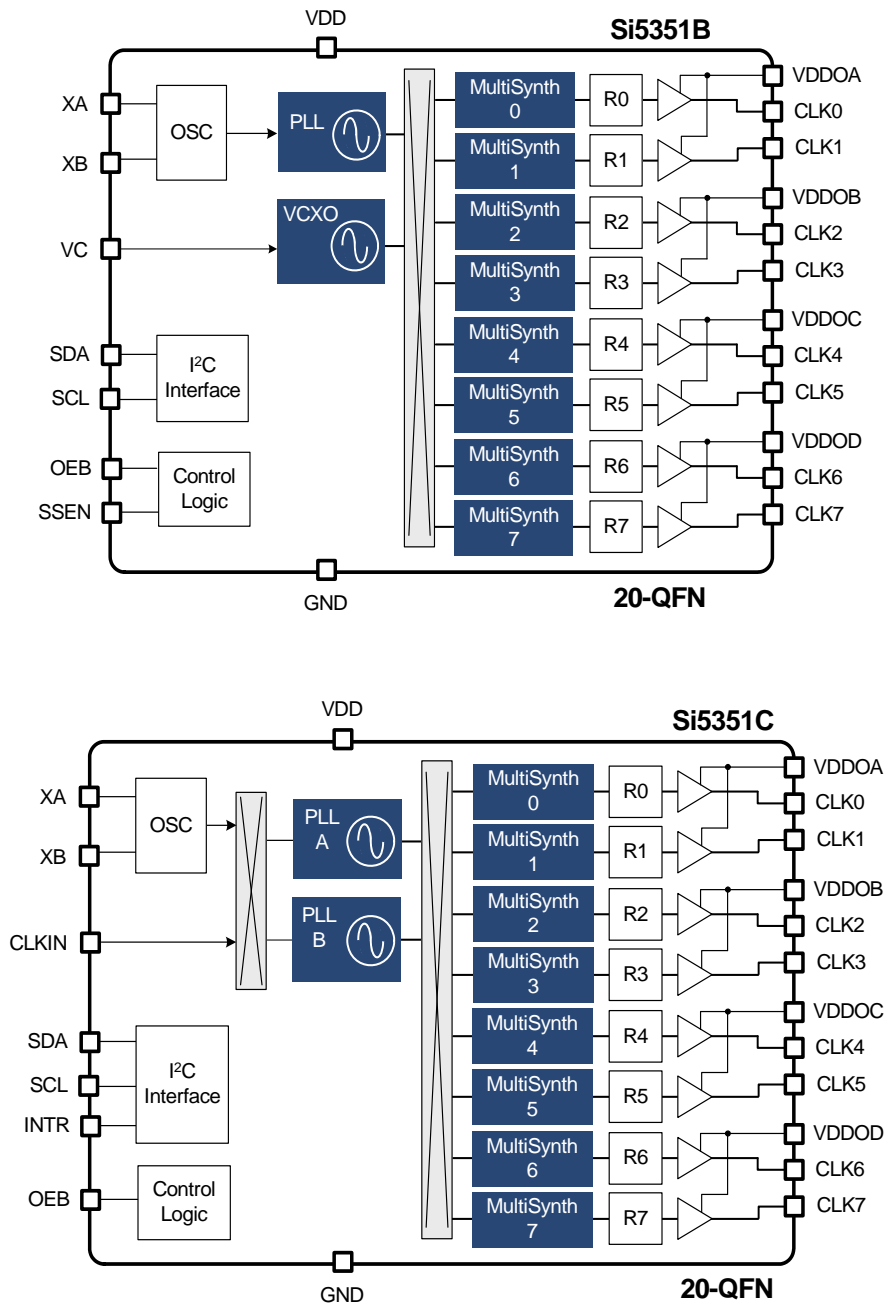 VDD
Si5351B
XA
XB
OSC
PLL
VC
VCXO
SDA
SCL
I²C
Interface
OEB
SSEN
Control
Logic
MultiSynth
0
R0
MultiSynth
1
R1
MultiSynth
2
R2
MultiSynth
3
R3
MultiSynth
4
R4
MultiSynth
5
R5
MultiSynth
6
R6
MultiSynth
7
R7
VDDOA
CLK0
CLK1
VDDOB
CLK2
CLK3
VDDOC
CLK4
CLK5
VDDOD
CLK6
CLK7
GND
20-QFN
VDD
Si5351C
XA
XB
OSC
CLKIN
PLL
A
PLL
B
SDA
SCL
INTR
I²C
Interface
OEB
Control
Logic
MultiSynth
0
R0
MultiSynth
1
R1
MultiSynth
2
R2
MultiSynth
3
R3
MultiSynth
4
R4
MultiSynth
5
R5
MultiSynth
6
R6
MultiSynth
7
R7
VDDOA
CLK0
CLK1
VDDOB
CLK2
CLK3
VDDOC
CLK4
CLK5
VDDOD
CLK6
CLK7
GND
20-QFN